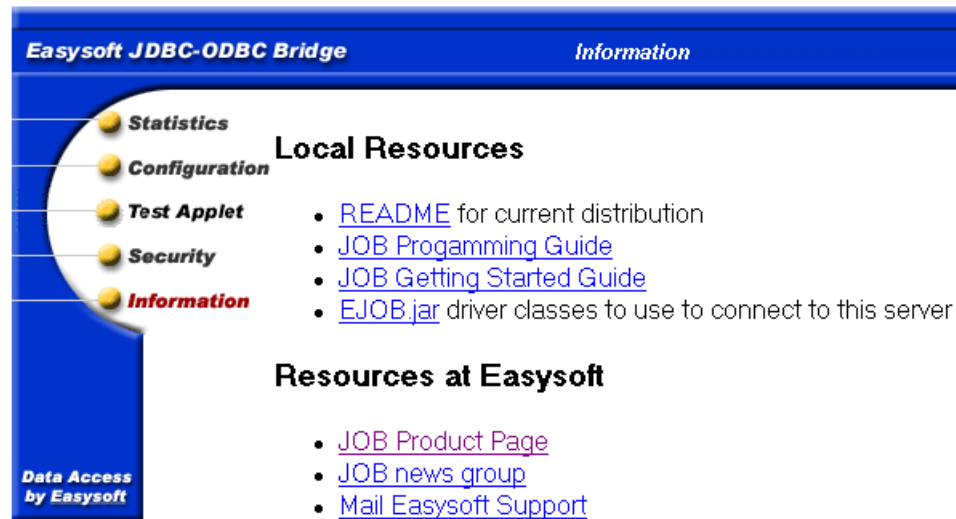 Easysoft JDBC-ODBC Bridge
Information
Statistics
Configuration
Test Applet
Security
Information
Local Resources
README for current distribution
JOB Progamming Guide
JOB Getting Started Guide
EJOB.jar driver classes to use to connect to this server
Resources at Easysoft
JOB Product Page
JOB news group
Mail Easysoft Support
Data Access
by Easysoft